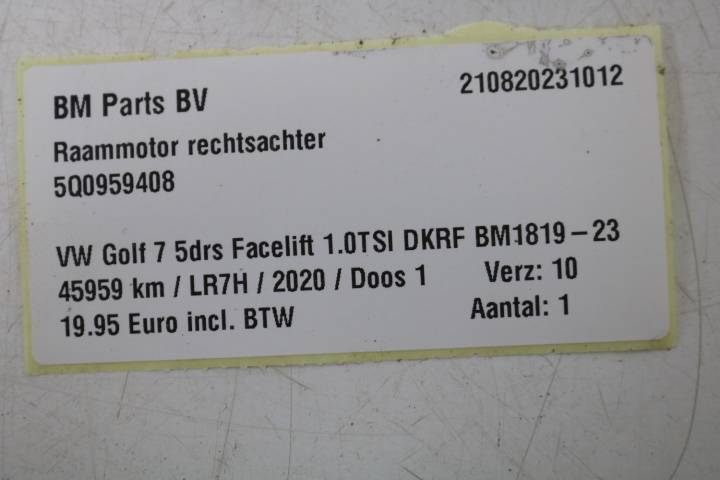 BM Parts BV 210820231012
Raammotor rechtsachter
5Q0959408
VW Golf 7 5drs Facelift 1.0TSI DKRF BM1819-23
45959 km / LR7H / 2020 / Doos 1 Verz: 10
19.95 Euro incl. BTW Aantal: 1